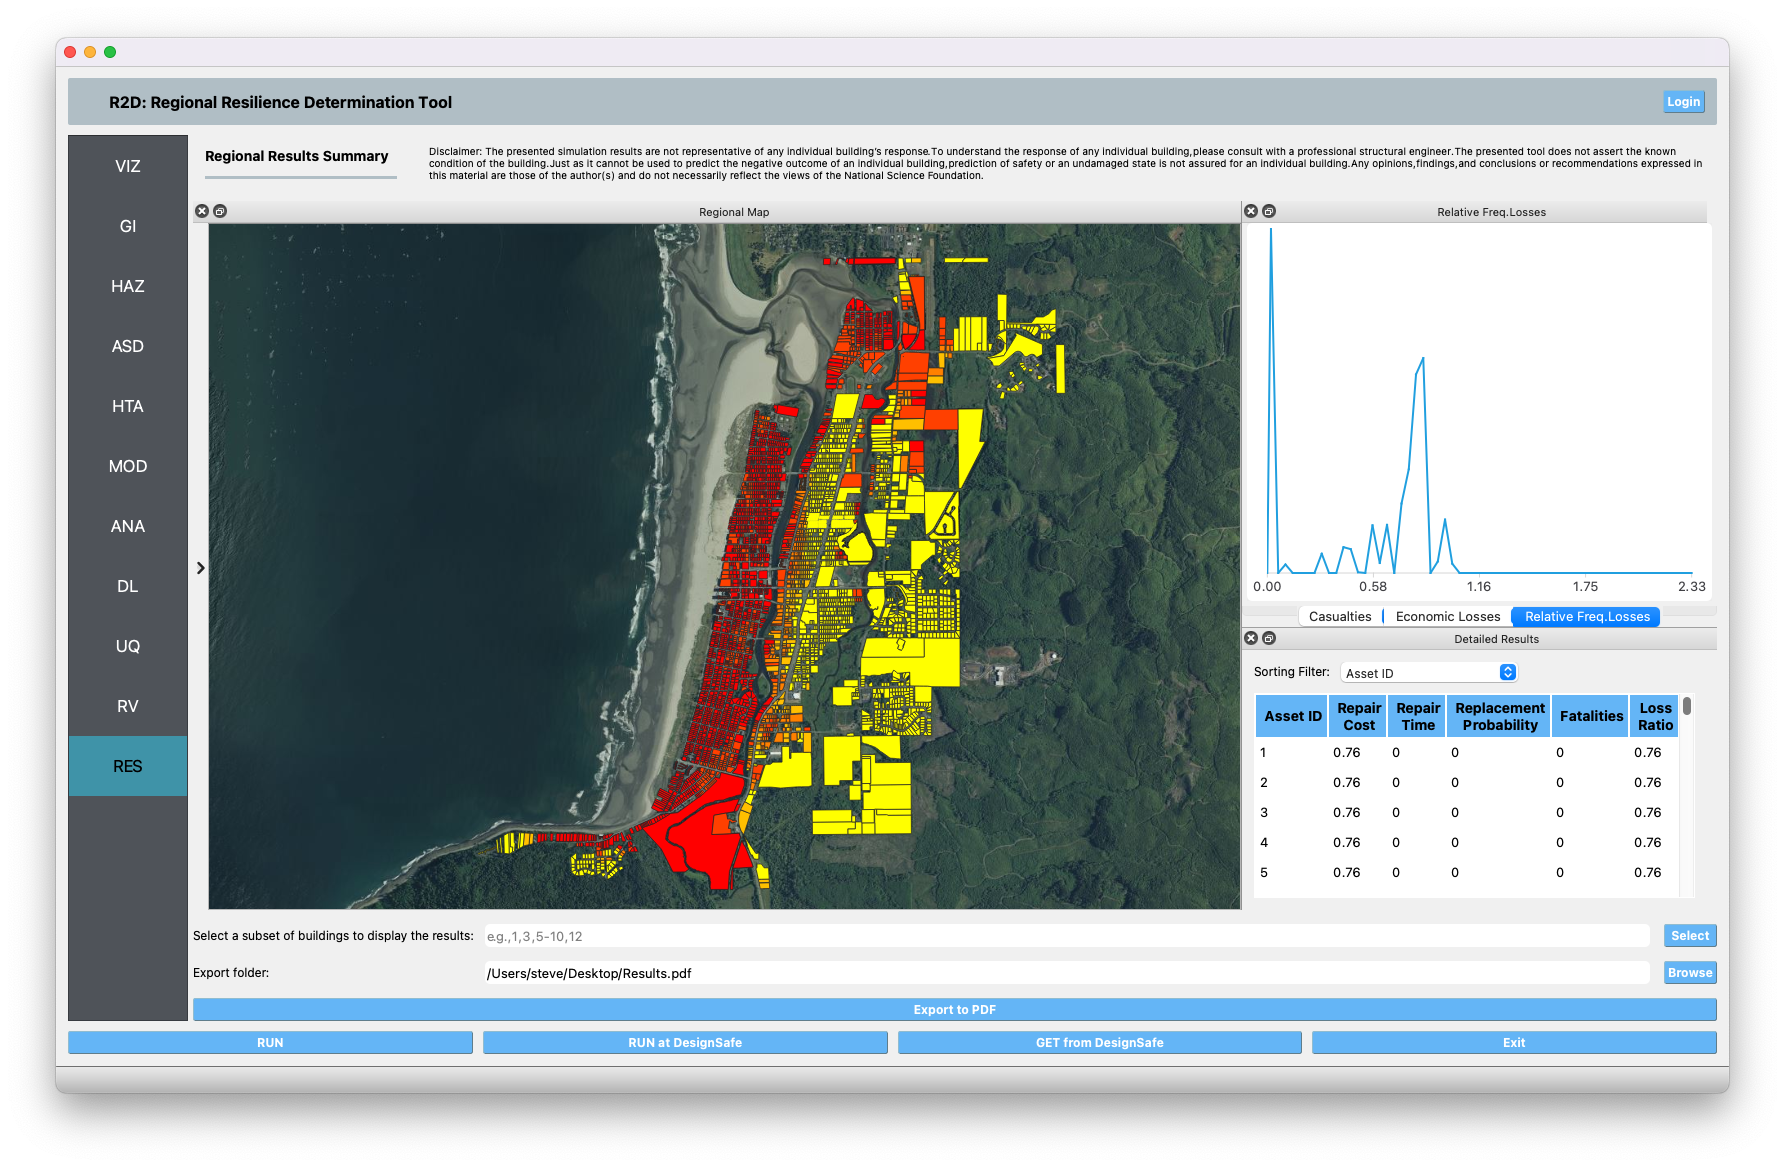 R2D: Regional Resilience Determination Tool
Login
VIZ
GI
HAZ
ASD
HTA
MOD
ANA
DL
UQ
RV
RES
Regional Results Summary
Disclaimer: The presented simulation results are not representative of any individual building's response.To understand the response of any individual building,please consult with a professional structural engineer.The presented tool does not assert the known
condition of the building.Just as it cannot be used to predict the negative outcome of an individual building,prediction of safety or an undamaged state is not assured for an individual building.Any opinions,findings,and conclusions or recommendations expressed in
this material are those of the author(s) and do not necessarily reflect the views of the National Science Foundation.
Regional Map
Relative Freq.Losses
0.00 0.58 1.16 1.75 2.33
Casualties Economic Losses Relative Freq.Losses
Detailed Results
Sorting Filter: Asset ID
Asset ID Repair Cost Repair Time Replacement Probability Fatalities Loss Ratio
1 0.76 0 0 0 0.76
2 0.76 0 0 0 0.76
3 0.76 0 0 0 0.76
4 0.76 0 0 0 0.76
5 0.76 0 0 0 0.76
Select a subset of buildings to display the results: e.g.,1,3,5-10,12 Select
Export folder: /Users/steve/Desktop/Results.pdf Browse
Export to PDF
RUN RUN at DesignSafe GET from DesignSafe Exit